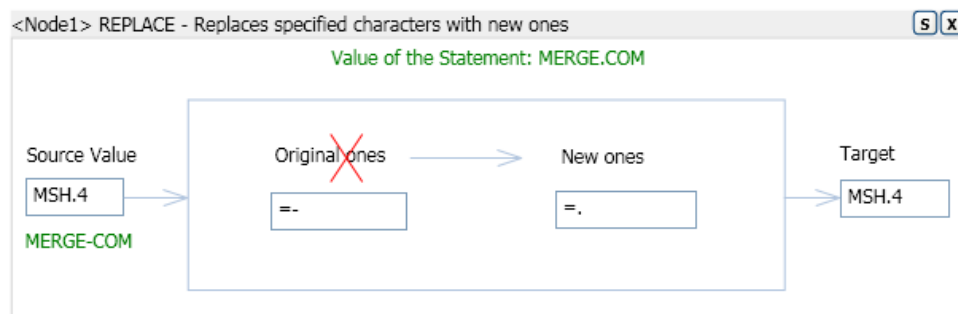 <Node1> REPLACE - Replaces specified characters with new ones S X
Value of the Statement: MERGE.COM
Source Value Original ones New ones Target
MSH.4 =- =. MSH.4
MERGE-COM